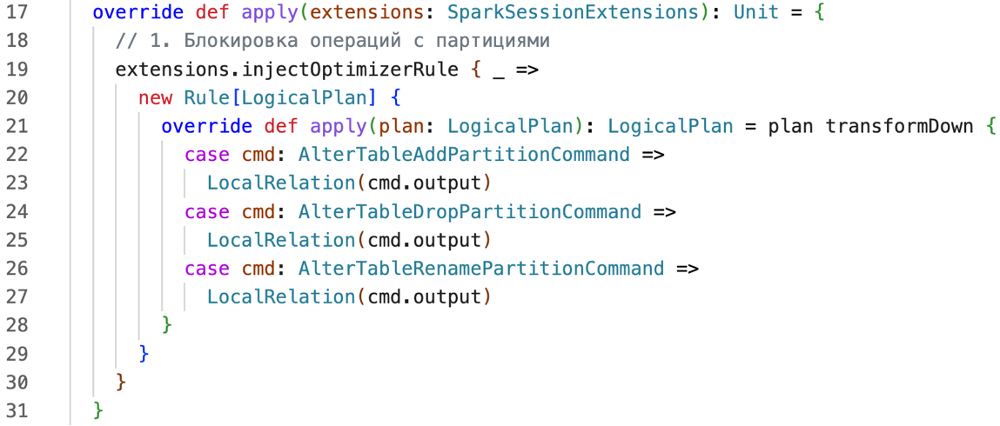 17 override def apply(extensions: SparkSessionExtensions): Unit = {
18 // 1. Блокировка операций с партициями
19 extensions.injectOptimizerRule { _ =>
20 new Rule[LogicalPlan] {
21 override def apply(plan: LogicalPlan): LogicalPlan = plan transformDown {
22 case cmd: AlterTableAddPartitionCommand =>
23 LocalRelation(cmd.output)
24 case cmd: AlterTableDropPartitionCommand =>
25 LocalRelation(cmd.output)
26 case cmd: AlterTableRenamePartitionCommand =>
27 LocalRelation(cmd.output)
28 }
29 }
30 }
31 }